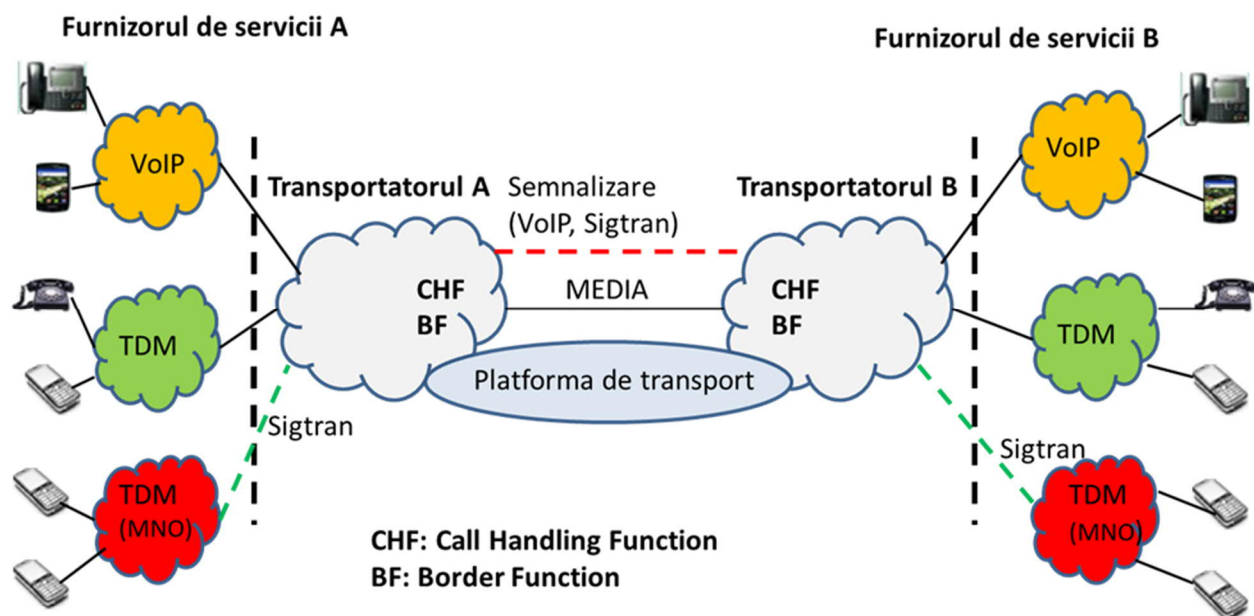 Furnizorul de servicii A
Furnizorul de servicii B
VoIP
VoIP
Transportatorul A
Semnalizare
(VoIP, Sigtran)
Transportatorul B
CHF
BF
MEDIA
CHF
BF
TDM
TDM
Platforma de transport
Sigtran
Sigtran
TDM
(MNO)
TDM
(MNO)
CHF: Call Handling Function
BF: Border Function